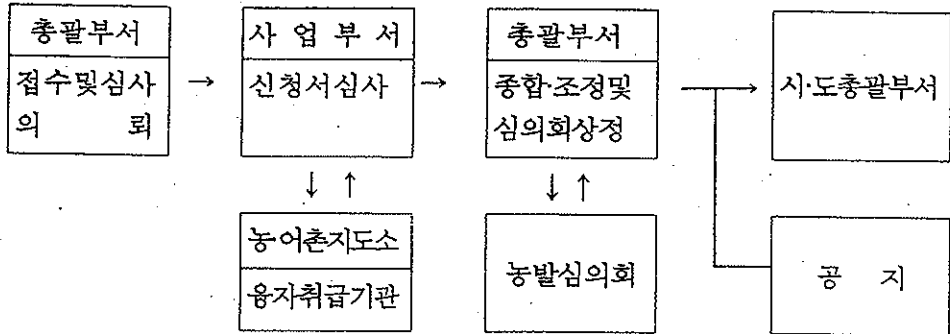 총괄부서
접수및심사
의 뢰
→
사 업 부 서
신청서심사
→
총괄부서
종합·조정및
심의회상정
시·도총괄부서
↓ ↑
↓ ↑
농어촌지도소
융자취급기관
농발심의회
공 지